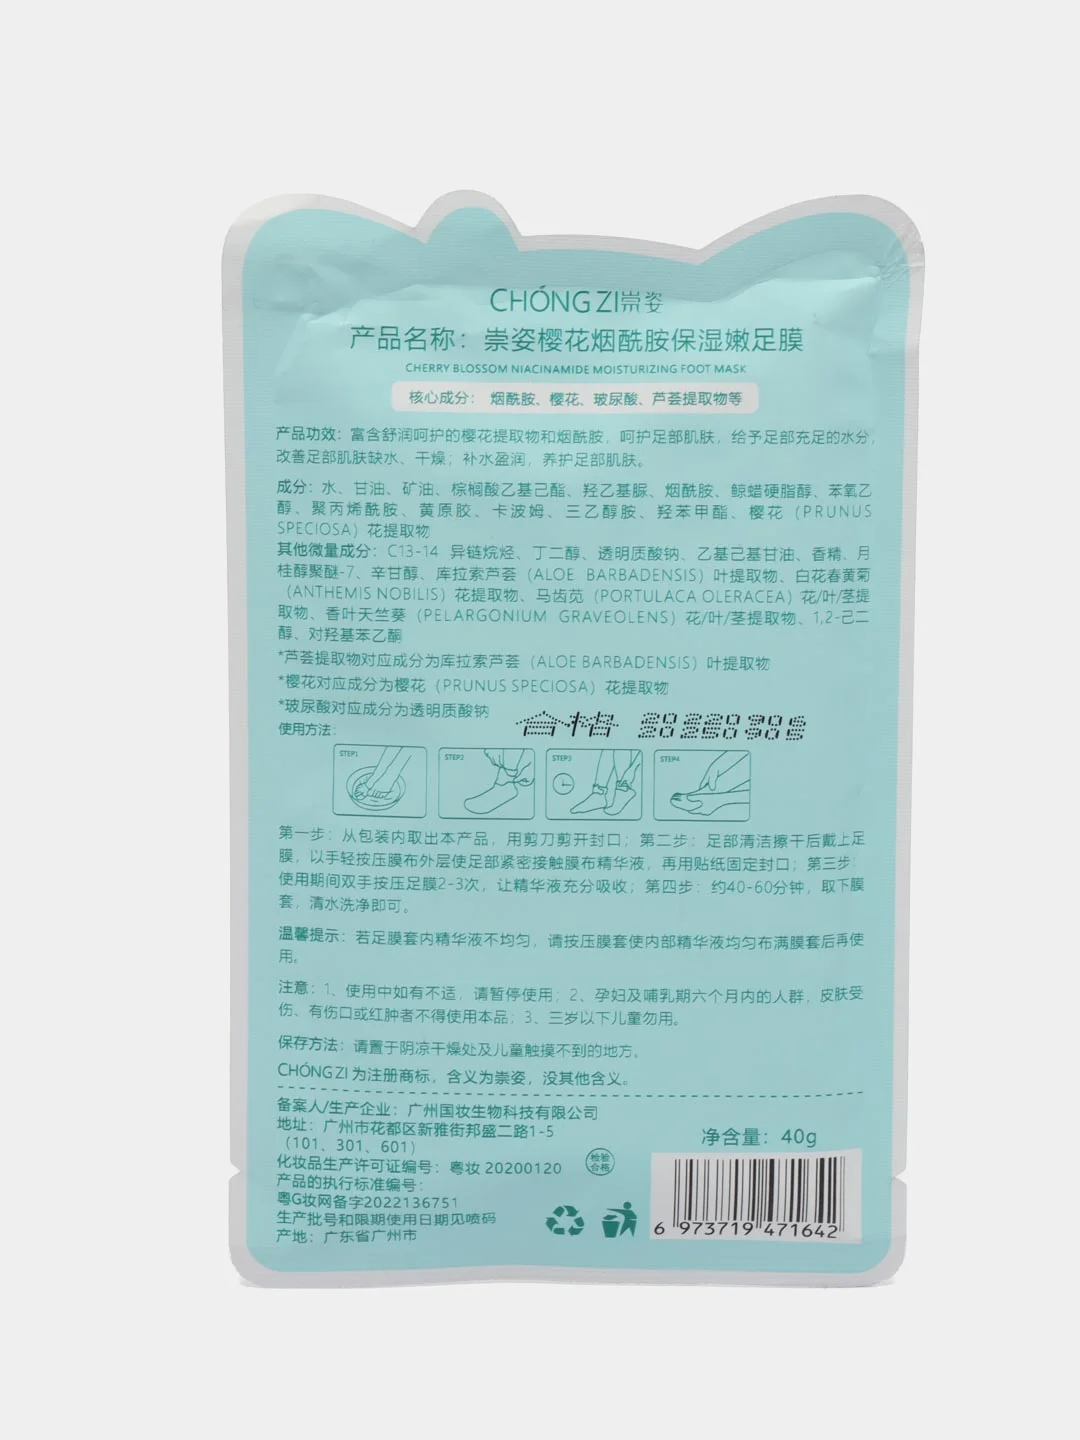 CHÓNG ZI崇姿
产品名称：崇姿樱花烟酰胺保湿嫩足膜
CHERRY BLOSSOM NIACINAMIDE MOISTURIZING FOOT MASK
核心成分： 烟酰胺、樱花、玻尿酸、芦荟提取物等
产品功效：富含舒润呵护的樱花提取物和烟酰胺，呵护足部肌肤，给予足部充足的水分，
改善足部肌肤缺水、干燥；补水盈润，养护足部肌肤。
成分：水、甘油、矿油、棕榈酸乙基己酯、羟乙基脲、烟酰胺、鲸蜡硬脂醇、苯氧乙
醇、聚丙烯酰胺、黄原胶、卡波姆、三乙醇胺、羟苯甲酯、樱花（PRUNUS
SPECIOSA）花提取物
其他微量成分：C13-14 异链烷烃、丁二醇、透明质酸钠、乙基己基甘油、香精、月
桂醇聚醚-7、辛甘醇、库拉索芦荟（ALOE BARBADENSIS）叶提取物、白花春黄菊
（ANTHEMIS NOBILIS）花提取物、马齿苋（PORTULACA OLERACEA）花/叶/茎提
取物、香叶天竺葵（PELARGONIUM GRAVEOLENS）花/叶/茎提取物、1,2-己二
醇、对羟基苯乙酮
*芦荟提取物对应成分为库拉索芦荟（ALOE BARBADENSIS）叶提取物
*樱花对应成分为樱花（PRUNUS SPECIOSA）花提取物
*玻尿酸对应成分为透明质酸钠
合格 20260906
使用方法：
STEP1 STEP2 STEP3 STEP4
第一步：从包装内取出本产品，用剪刀剪开封口；第二步：足部清洁擦干后戴上足
膜，以手轻按压膜布外层使足部紧密接触膜布精华液，再用贴纸固定封口；第三步：
使用期间双手按压足膜2-3次，让精华液充分吸收；第四步：约40-60分钟，取下膜
套，清水洗净即可。
温馨提示：若足膜套内精华液不均匀，请按压膜套使内部精华液均匀布满膜套后再使
用。
注意：1、使用中如有不适，请暂停使用；2、孕妇及哺乳期六个月内的人群，皮肤受
伤、有伤口或红肿者不得使用本品；3、三岁以下儿童勿用。
保存方法：请置于阴凉干燥处及儿童触摸不到的地方。
CHÓNG ZI 为注册商标，含义为崇姿，没其他含义。
备案人/生产企业：广州国妆生物科技有限公司
地址：广州市花都区新雅街邦盛二路1-5
（101、301、601）
化妆品生产许可证编号：粤妆 20200120
检验
合格
产品的执行标准编号：
粤G妆网备字2022136751
生产批号和限期使用日期见喷码
产地：广东省广州市
净含量：40g
6 973719 471642